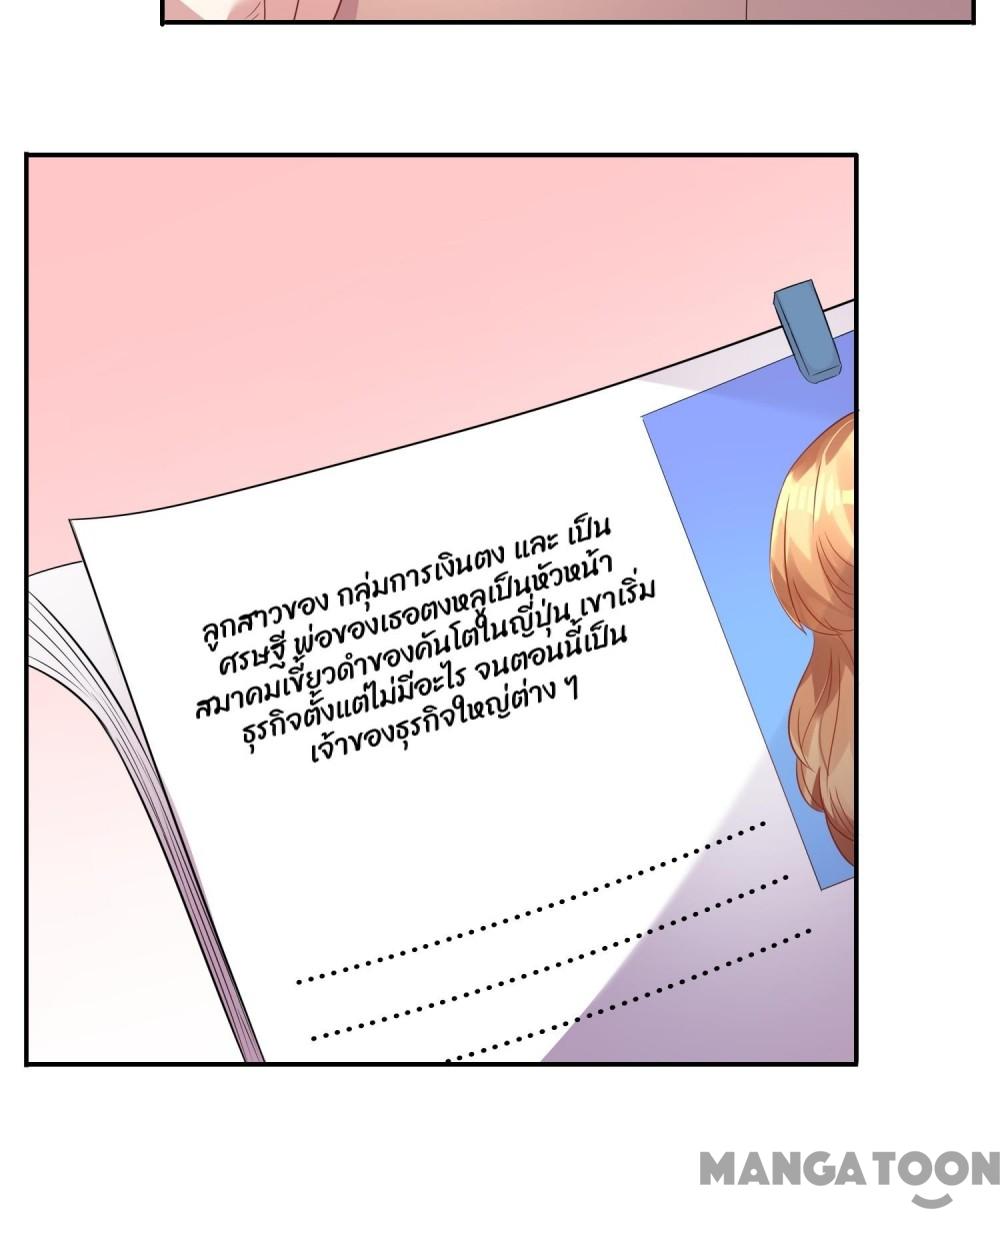 ลูกสาวของ กลุ่มการเงินตง และ เป็น
ศรษฐี พ่อของเธอตงหลูเป็นหัวหน้า
สมาคมเขี้ยวดำของคันโตในญี่ปุ่น เขาเริ่ม
ธุรกิจตั้งแต่ไม่มีอะไร จนตอนนี้เป็น
เจ้าของธุรกิจใหญ่ต่าง ๆ
MANGATOON